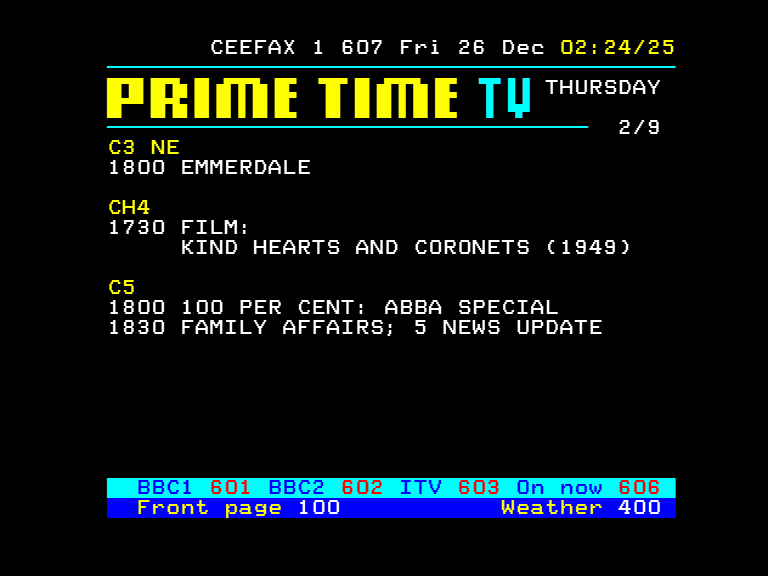 CEEFAX 1 607 Fri 26 Dec 02:24/25
PRIME TIME TV THURSDAY
2/9
C3 NE
1800 EMMERDALE
CH4
1730 FILM:
KIND HEARTS AND CORONETS (1949)
C5
1800 100 PER CENT: ABBA SPECIAL
1830 FAMILY AFFAIRS; 5 NEWS UPDATE
BBC1 601 BBC2 602 ITV 603 On now 606
Front page 100 Weather 400